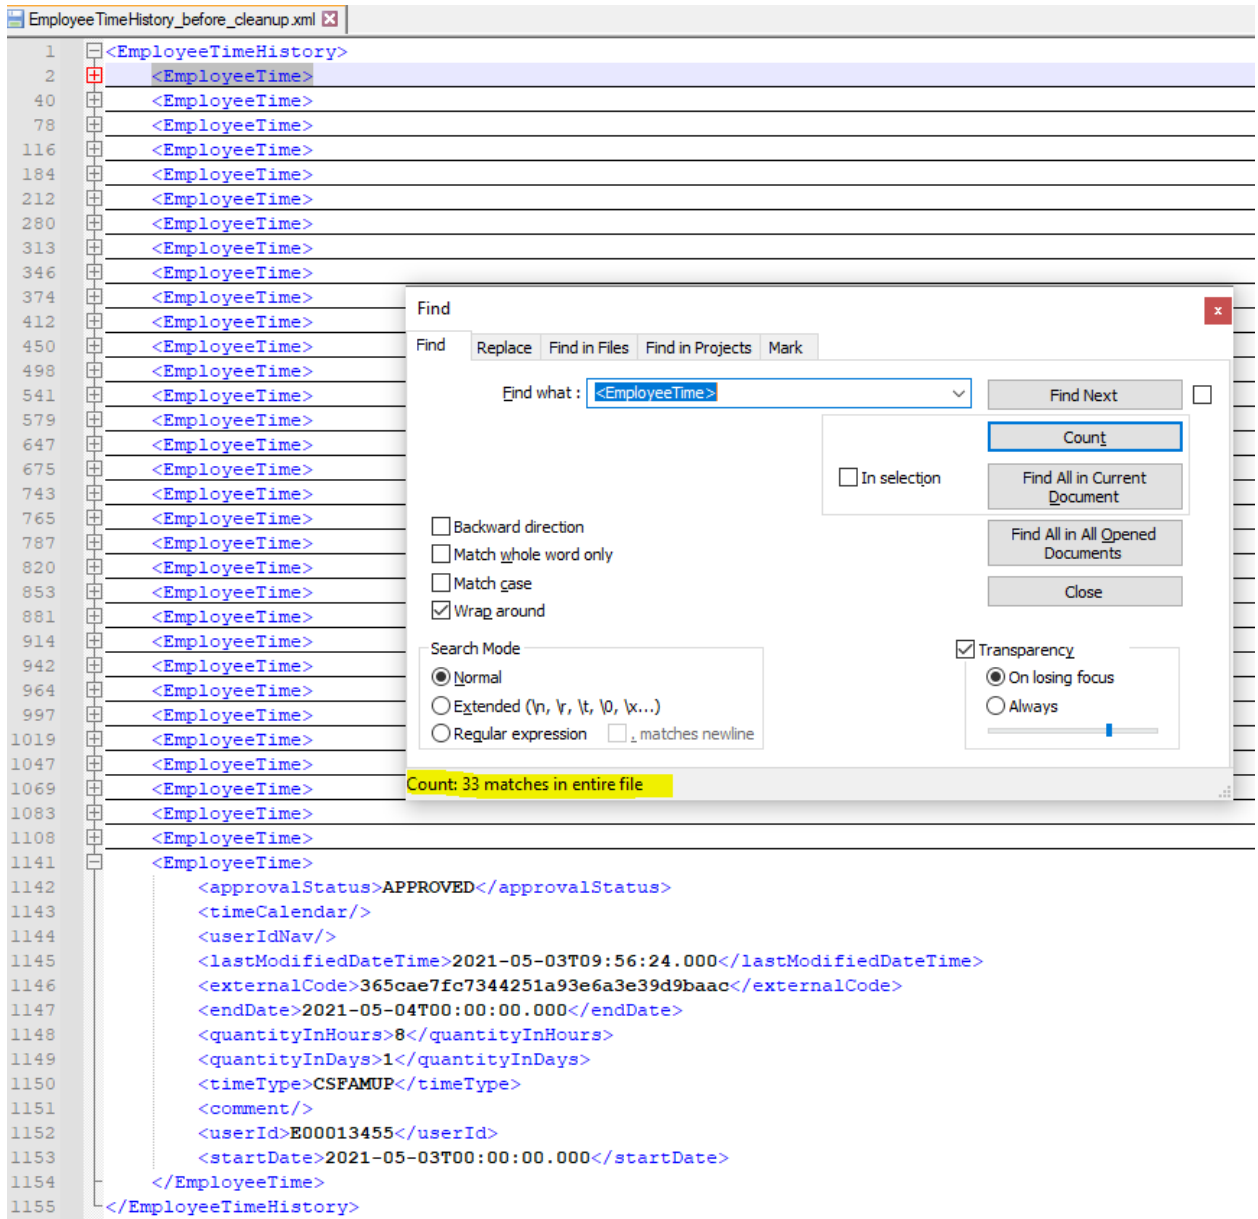 EmployeeTimeHistory_before_cleanup.xml
1 <EmployeeTimeHistory>
2 <EmployeeTime>
40 <EmployeeTime>
78 <EmployeeTime>
116 <EmployeeTime>
184 <EmployeeTime>
212 <EmployeeTime>
280 <EmployeeTime>
313 <EmployeeTime>
346 <EmployeeTime>
374 <EmployeeTime>
412 <EmployeeTime>
450 <EmployeeTime>
498 <EmployeeTime>
541 <EmployeeTime>
579 <EmployeeTime>
647 <EmployeeTime>
675 <EmployeeTime>
743 <EmployeeTime>
765 <EmployeeTime>
787 <EmployeeTime>
820 <EmployeeTime>
853 <EmployeeTime>
881 <EmployeeTime>
914 <EmployeeTime>
942 <EmployeeTime>
964 <EmployeeTime>
997 <EmployeeTime>
1019 <EmployeeTime>
1047 <EmployeeTime>
1069 <EmployeeTime>
1083 <EmployeeTime>
1108 <EmployeeTime>
1141 <EmployeeTime>
1142 <approvalStatus>APPROVED</approvalStatus>
1143 <timeCalendar/>
1144 <userIdNav/>
1145 <lastModifiedDateTime>2021-05-03T09:56:24.000</lastModifiedDateTime>
1146 <externalCode>365cae7fc7344251a93e6a3e39d9baac</externalCode>
1147 <endDate>2021-05-04T00:00:00.000</endDate>
1148 <quantityInHours>8</quantityInHours>
1149 <quantityInDays>1</quantityInDays>
1150 <timeType>CSFAMUP</timeType>
1151 <comment/>
1152 <userId>E00013455</userId>
1153 <startDate>2021-05-03T00:00:00.000</startDate>
1154 </EmployeeTime>
1155 </EmployeeTimeHistory>
Find
x
Find Replace Find in Files Find in Projects Mark
Find what : <EmployeeTime>
Find Next
Count
In selection
Find All in Current
Document
Find All in All Opened
Documents
Close
Backward direction
Match whole word only
Match case
Wrap around
Search Mode
Normal
Extended (\n, \r, \t, \0, \x...)
Regular expression . matches newline
Transparency
On losing focus
Always
Count: 33 matches in entire file